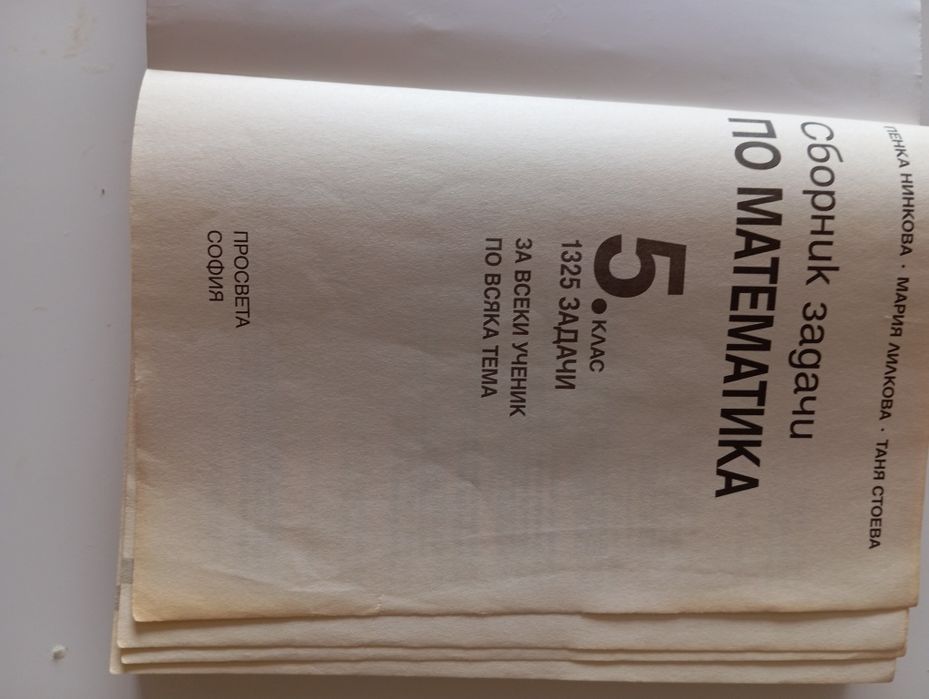 ПЕНКА НИНКОВА · МАРИЯ ЛИЛКОВА · ТАНЯ СТОЕВА
Сборник задачи
ПО МАТЕМАТИКА
5. КЛАС
1325 ЗАДАЧИ
ЗА ВСЕКИ УЧЕНИК
ПО ВСЯКА ТЕМА
ПРОСВЕТА
СОФИЯ